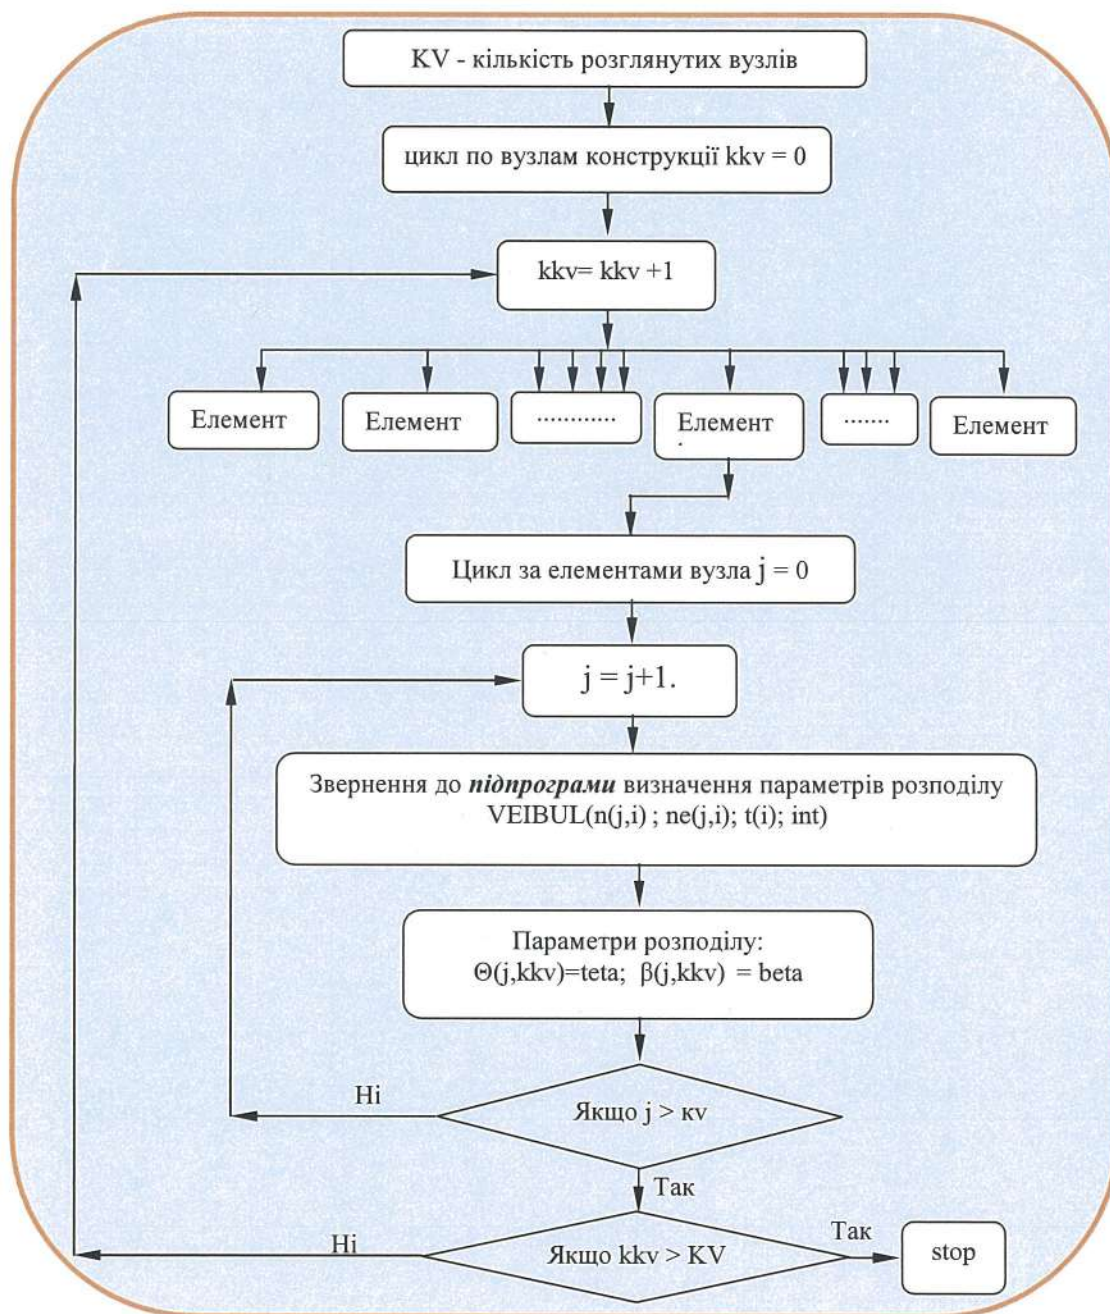 KV - кількість розглянутих вузлів
цикл по вузлам конструкції kkv = 0
kkv= kkv +1
Елемент
Елемент
............
Елемент
.......
Елемент
Цикл за елементами вузла j = 0
j = j+1.
Звернення до підпрограми визначення параметрів розподілу
VEIBUL(n(j,i) ; ne(j,i); t(i); int)
Параметри розподілу:
Θ(j,kkv)=teta; β(j,kkv) = beta
Ні
Якщо j > кv
Так
Ні
Якщо kkv > KV
Так
stop